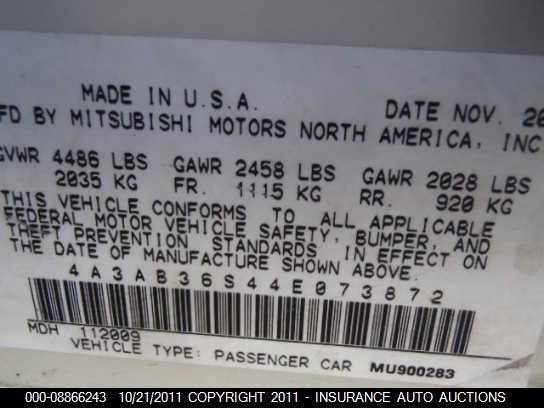 MADE IN U.S.A. DATE NOV. 20
FD BY MITSUBISHI MOTORS NORTH AMERICA, INC
GVWR 4486 LBS GAWR 2458 LBS GAWR 2028 LBS
2035 KG FR. 1115 KG RR. 920 KG
THIS VEHICLE CONFORMS TO ALL APPLICABLE
FEDERAL MOTOR VEHICLE SAFETY, BUMPER, AND
THEFT PREVENTION STANDARDS IN EFFECT ON
THE DATE OF MANUFACTURE SHOWN ABOVE.
4A3AB36S44E073872
MDH 112009
VEHICLE TYPE: PASSENGER CAR MU900283
000-08866243 10/21/2011 COPYRIGHT 2011 - INSURANCE AUTO AUCTIONS